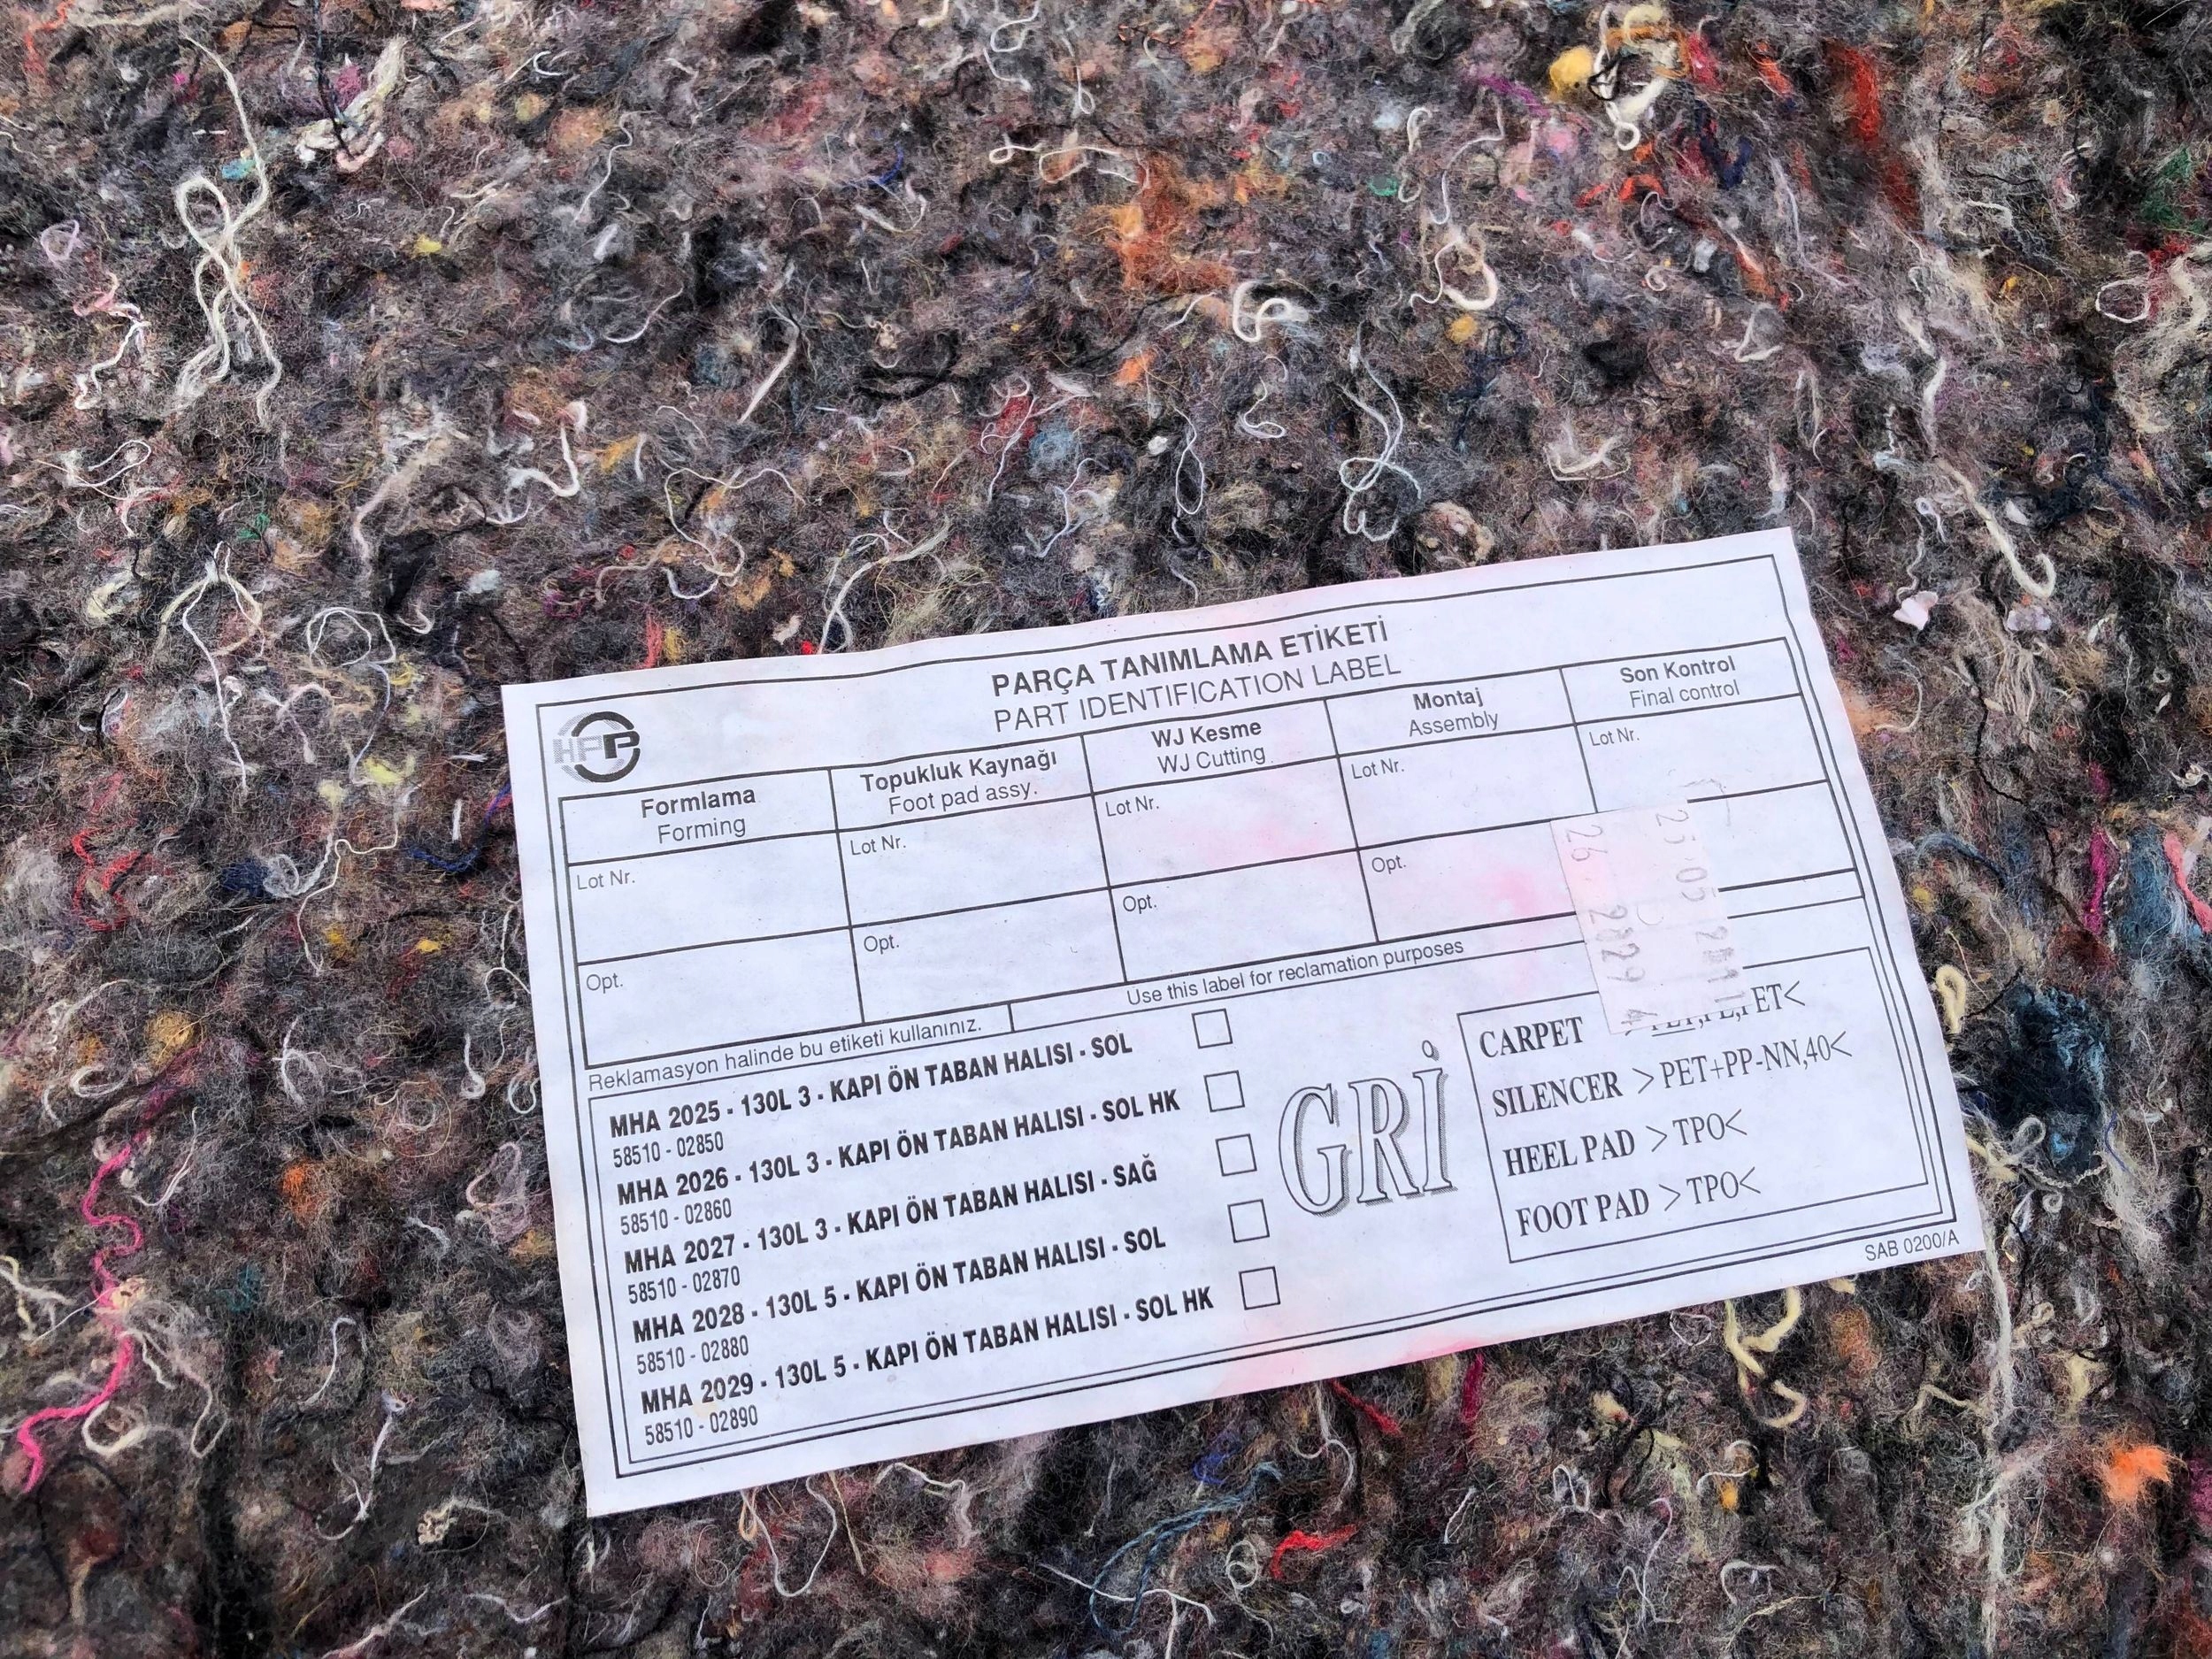 PARÇA TANIMLAMA ETİKETİ
PART IDENTIFICATION LABEL
HPP
Formlama
Forming
Topukluk Kaynağı
Foot pad assy.
WJ Kesme
WJ Cutting
Montaj
Assembly
Son Kontrol
Final control
Lot Nr.
Lot Nr.
Lot Nr.
Lot Nr.
Lot Nr.
Opt.
Opt.
Opt.
Opt.
23.05
26 2829
Reklamasyon halinde bu etiketi kullanınız.
Use this label for reclamation purposes
MHA 2025 - 130L 3 - KAPI ÖN TABAN HALISI - SOL
58510 - 02850
MHA 2026 - 130L 3 - KAPI ÖN TABAN HALISI - SOL HK
58510 - 02860
MHA 2027 - 130L 3 - KAPI ÖN TABAN HALISI - SAĞ
58510 - 02870
MHA 2028 - 130L 5 - KAPI ÖN TABAN HALISI - SOL
58510 - 02880
MHA 2029 - 130L 5 - KAPI ÖN TABAN HALISI - SOL HK
58510 - 02890
GRİ
CARPET
SILENCER >PET+PP-NN,40<
HEEL PAD >TPO<
FOOT PAD >TPO<
SAB 0200/A